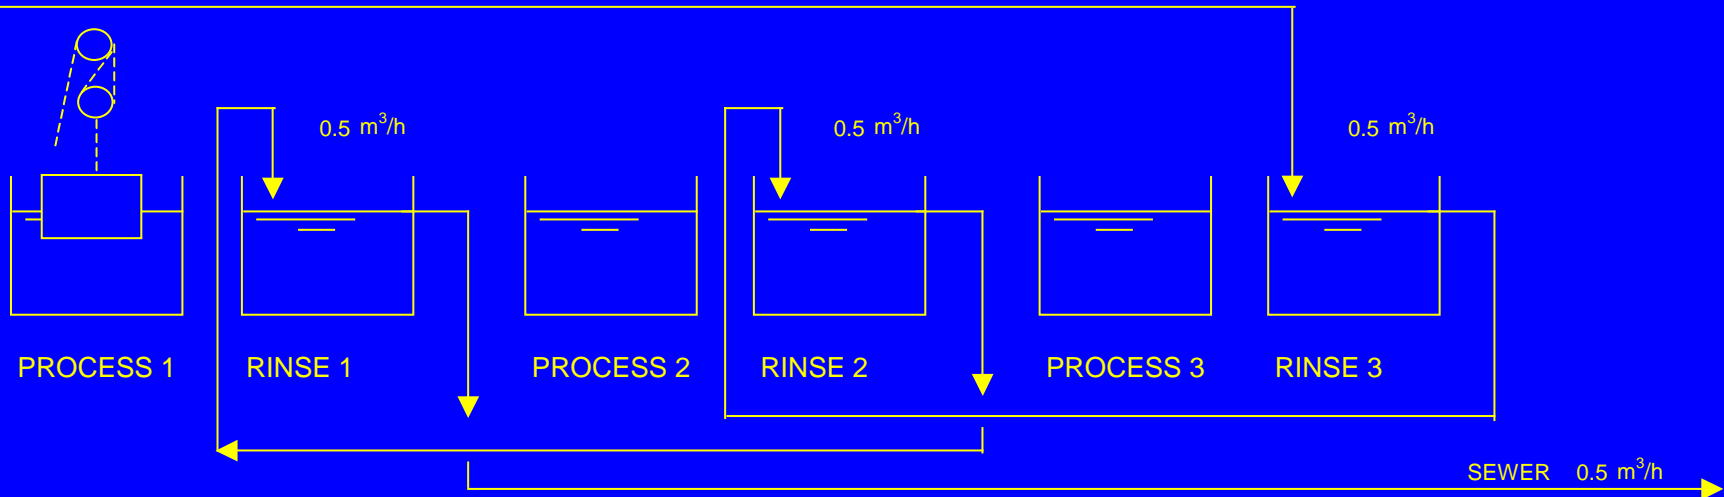 0.5 m³/h
0.5 m³/h
0.5 m³/h
PROCESS 1
RINSE 1
PROCESS 2
RINSE 2
PROCESS 3
RINSE 3
SEWER 0.5 m³/h